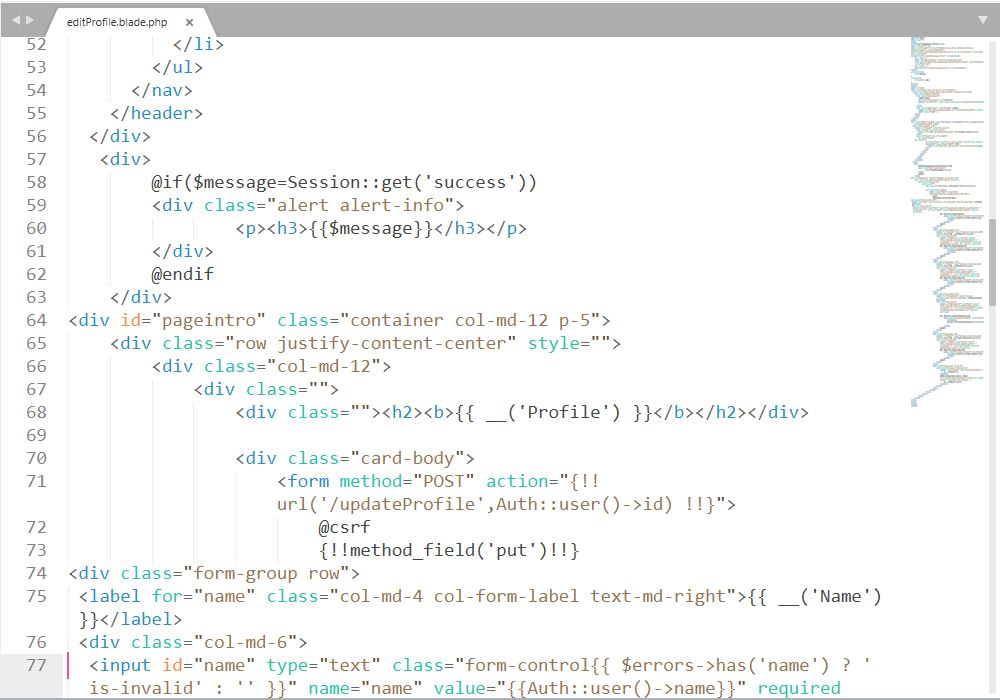 editProfile.blade.php ×
52 </li>
53 </ul>
54 </nav>
55 </header>
56 </div>
57 <div>
58 @if($message=Session::get('success'))
59 <div class="alert alert-info">
60 <p><h3>{{$message}}</h3></p>
61 </div>
62 @endif
63 </div>
64 <div id="pageintro" class="container col-md-12 p-5">
65 <div class="row justify-content-center" style="">
66 <div class="col-md-12">
67 <div class="">
68 <div class=""><h2><b>{{ __('Profile') }}</b></h2></div>
69
70 <div class="card-body">
71 <form method="POST" action="{!!
url('/updateProfile',Auth::user()->id) !!}">
72 @csrf
73 {!!method_field('put')!!}
74 <div class="form-group row">
75 <label for="name" class="col-md-4 col-form-label text-md-right">{{ __('Name')
}}</label>
76 <div class="col-md-6">
77 <input id="name" type="text" class="form-control{{ $errors->has('name') ? '
is-invalid' : '' }}" name="name" value="{{Auth::user()->name}}" required